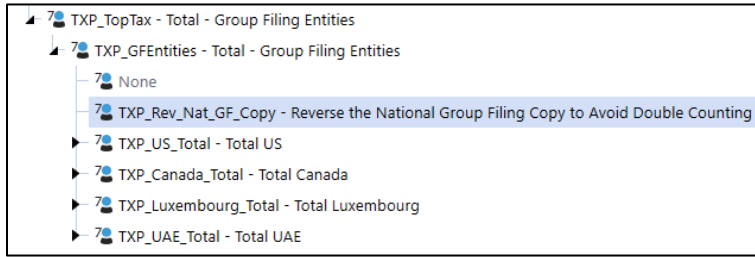 TXP_TopTax - Total - Group Filing Entities
TXP_GFEntities - Total - Group Filing Entities
None
TXP_Rev_Nat_GF_Copy - Reverse the National Group Filing Copy to Avoid Double Counting
TXP_US_Total - Total US
TXP_Canada_Total - Total Canada
TXP_Luxembourg_Total - Total Luxembourg
TXP_UAE_Total - Total UAE